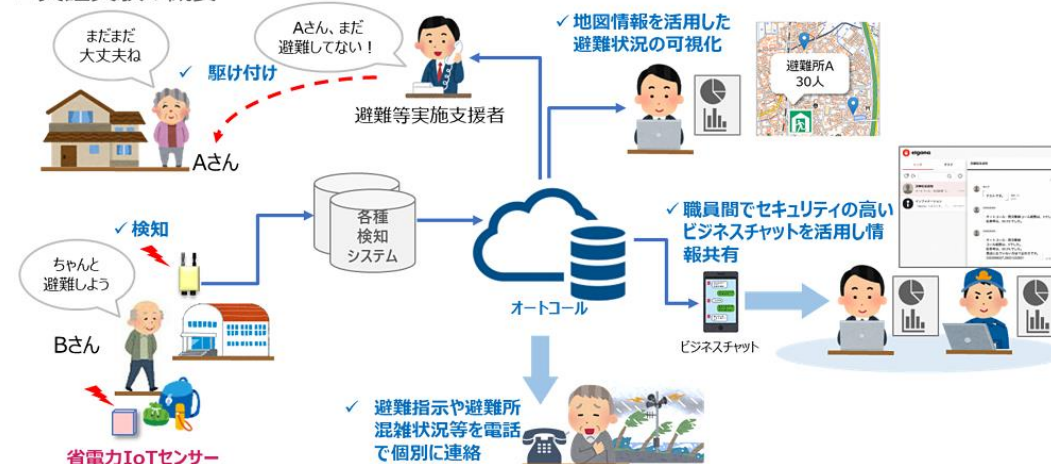 まだまだ
大丈夫ね
✓ 駆け付け
Aさん、まだ
避難してない！
避難等実施支援者
Aさん
✓ 地図情報を活用した
避難状況の可視化
避難所A
30人
各種
検知
システム
✓ 検知
ちゃんと
避難しよう
Bさん
省電力IoTセンサー
オートコール
✓ 職員間でセキュリティの高い
ビジネスチャットを活用し情
報共有
ビジネスチャット
elgana
✓ 避難指示や避難所
混雑状況等を電話
で個別に連絡